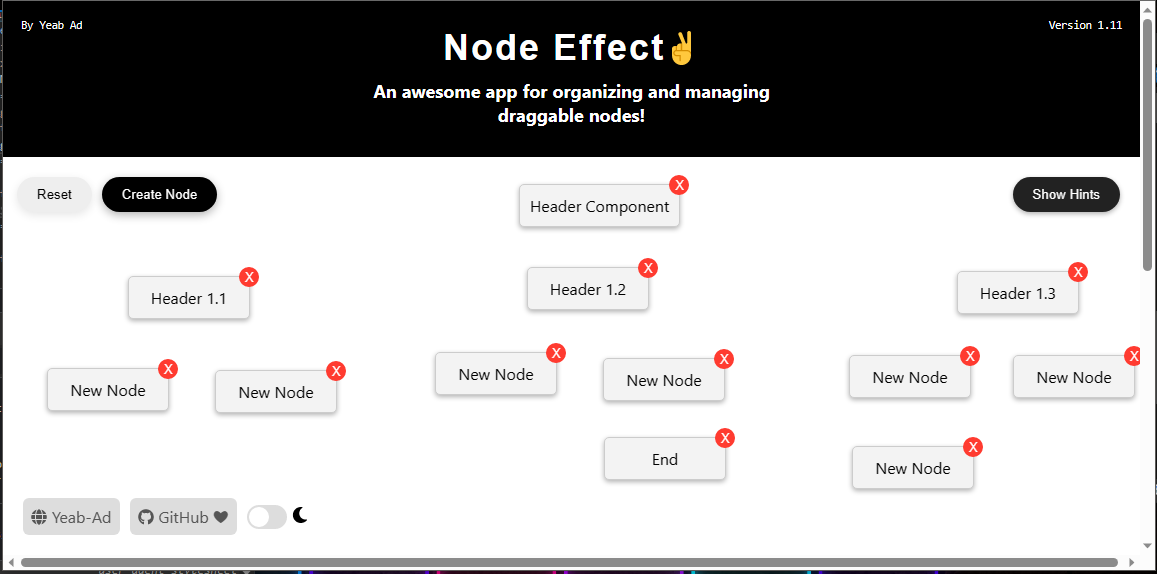 By Yeab Ad
Version 1.11
Node Effect✌
An awesome app for organizing and managing
draggable nodes!
Reset
Create Node
Show Hints
X
Header Component
X
Header 1.1
X
Header 1.2
X
Header 1.3
X
New Node
X
New Node
X
New Node
X
New Node
X
New Node
X
New Node
X
End
X
New Node
Yeab-Ad
GitHub